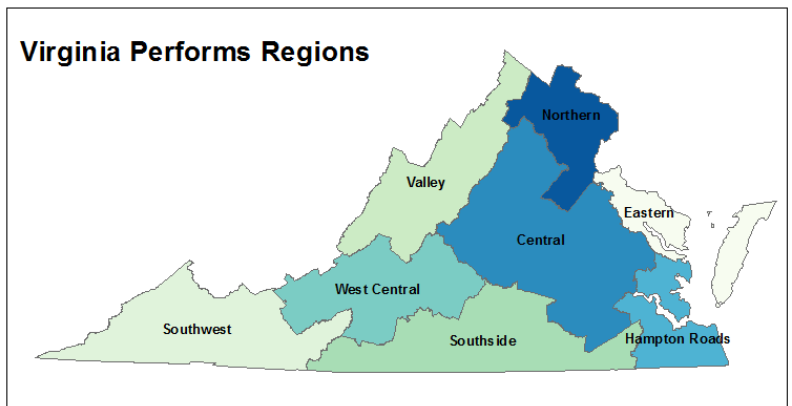 Virginia Performs Regions
Northern
Valley
Eastern
Central
West Central
Southwest
Southside
Hampton Roads